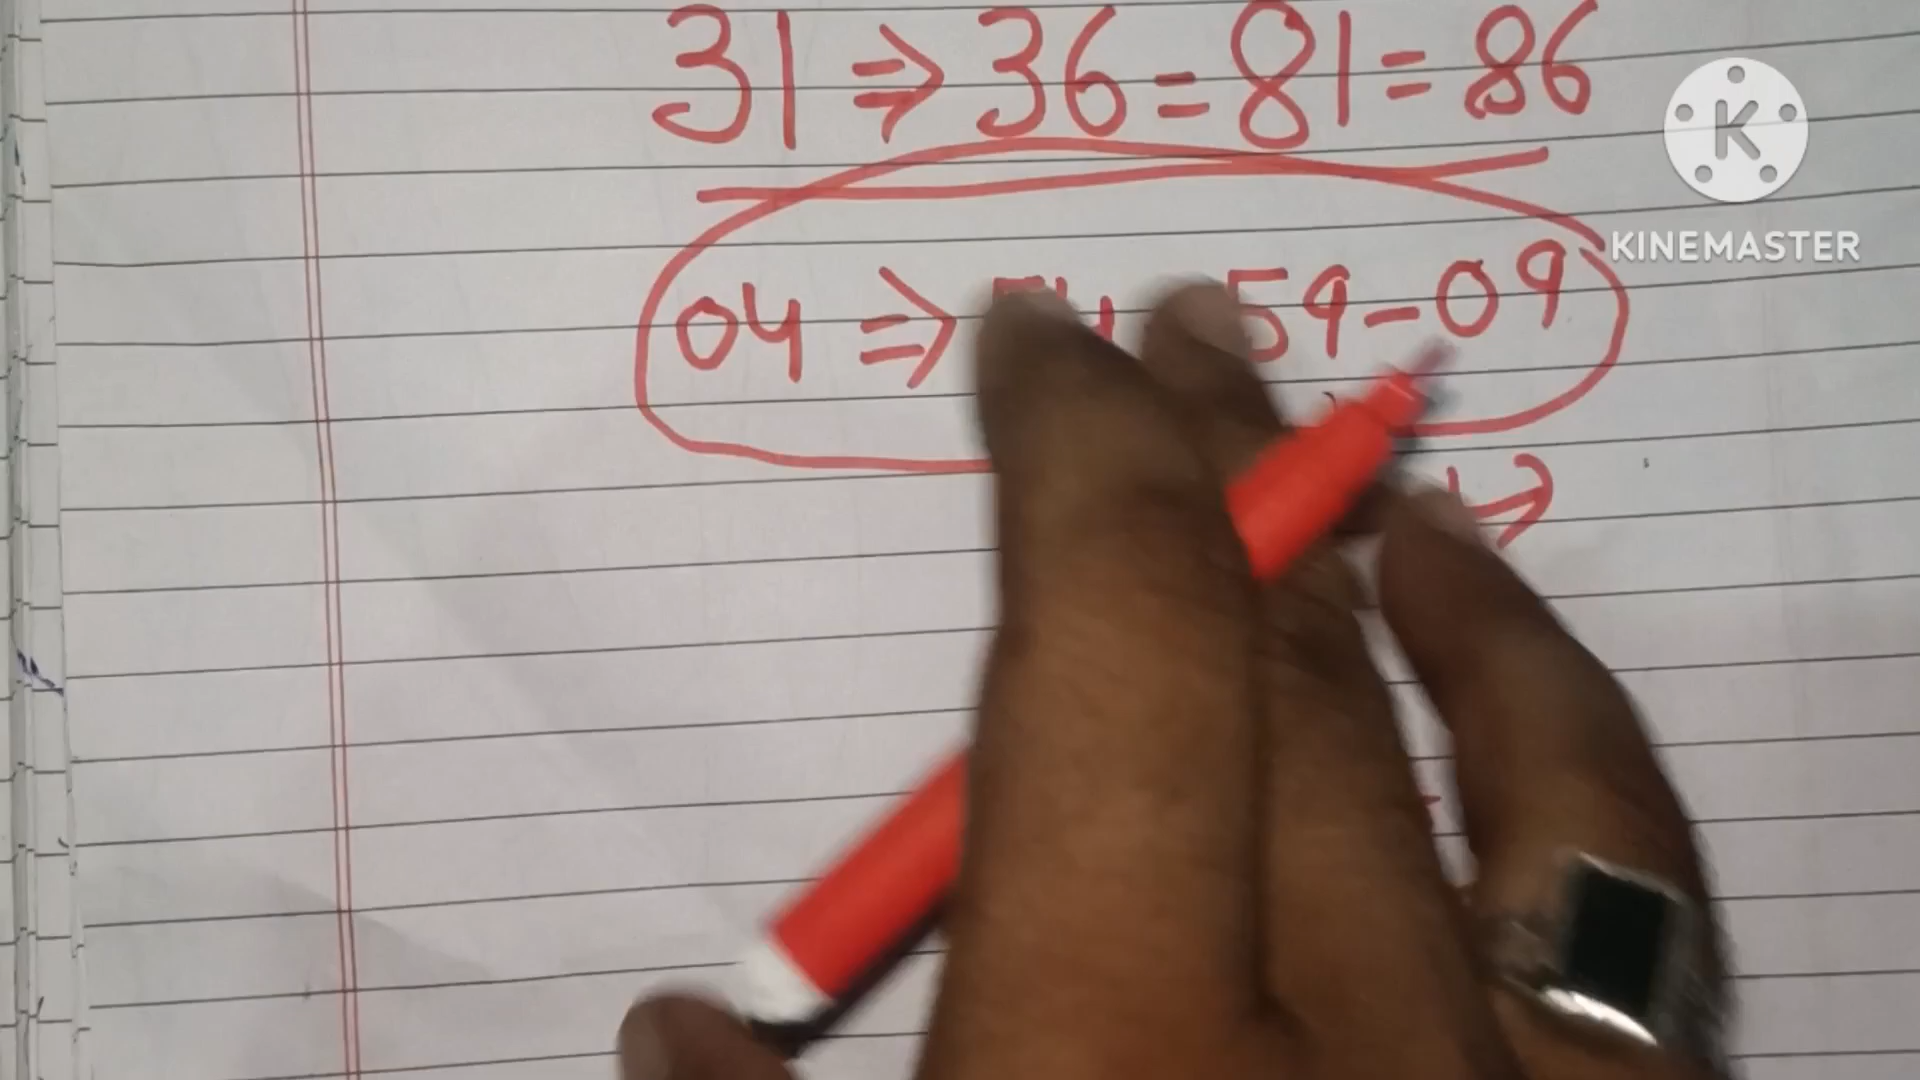 31 ⇒ 36 = 81 = 86
K
KINEMASTER
04 ⇒ 59-09